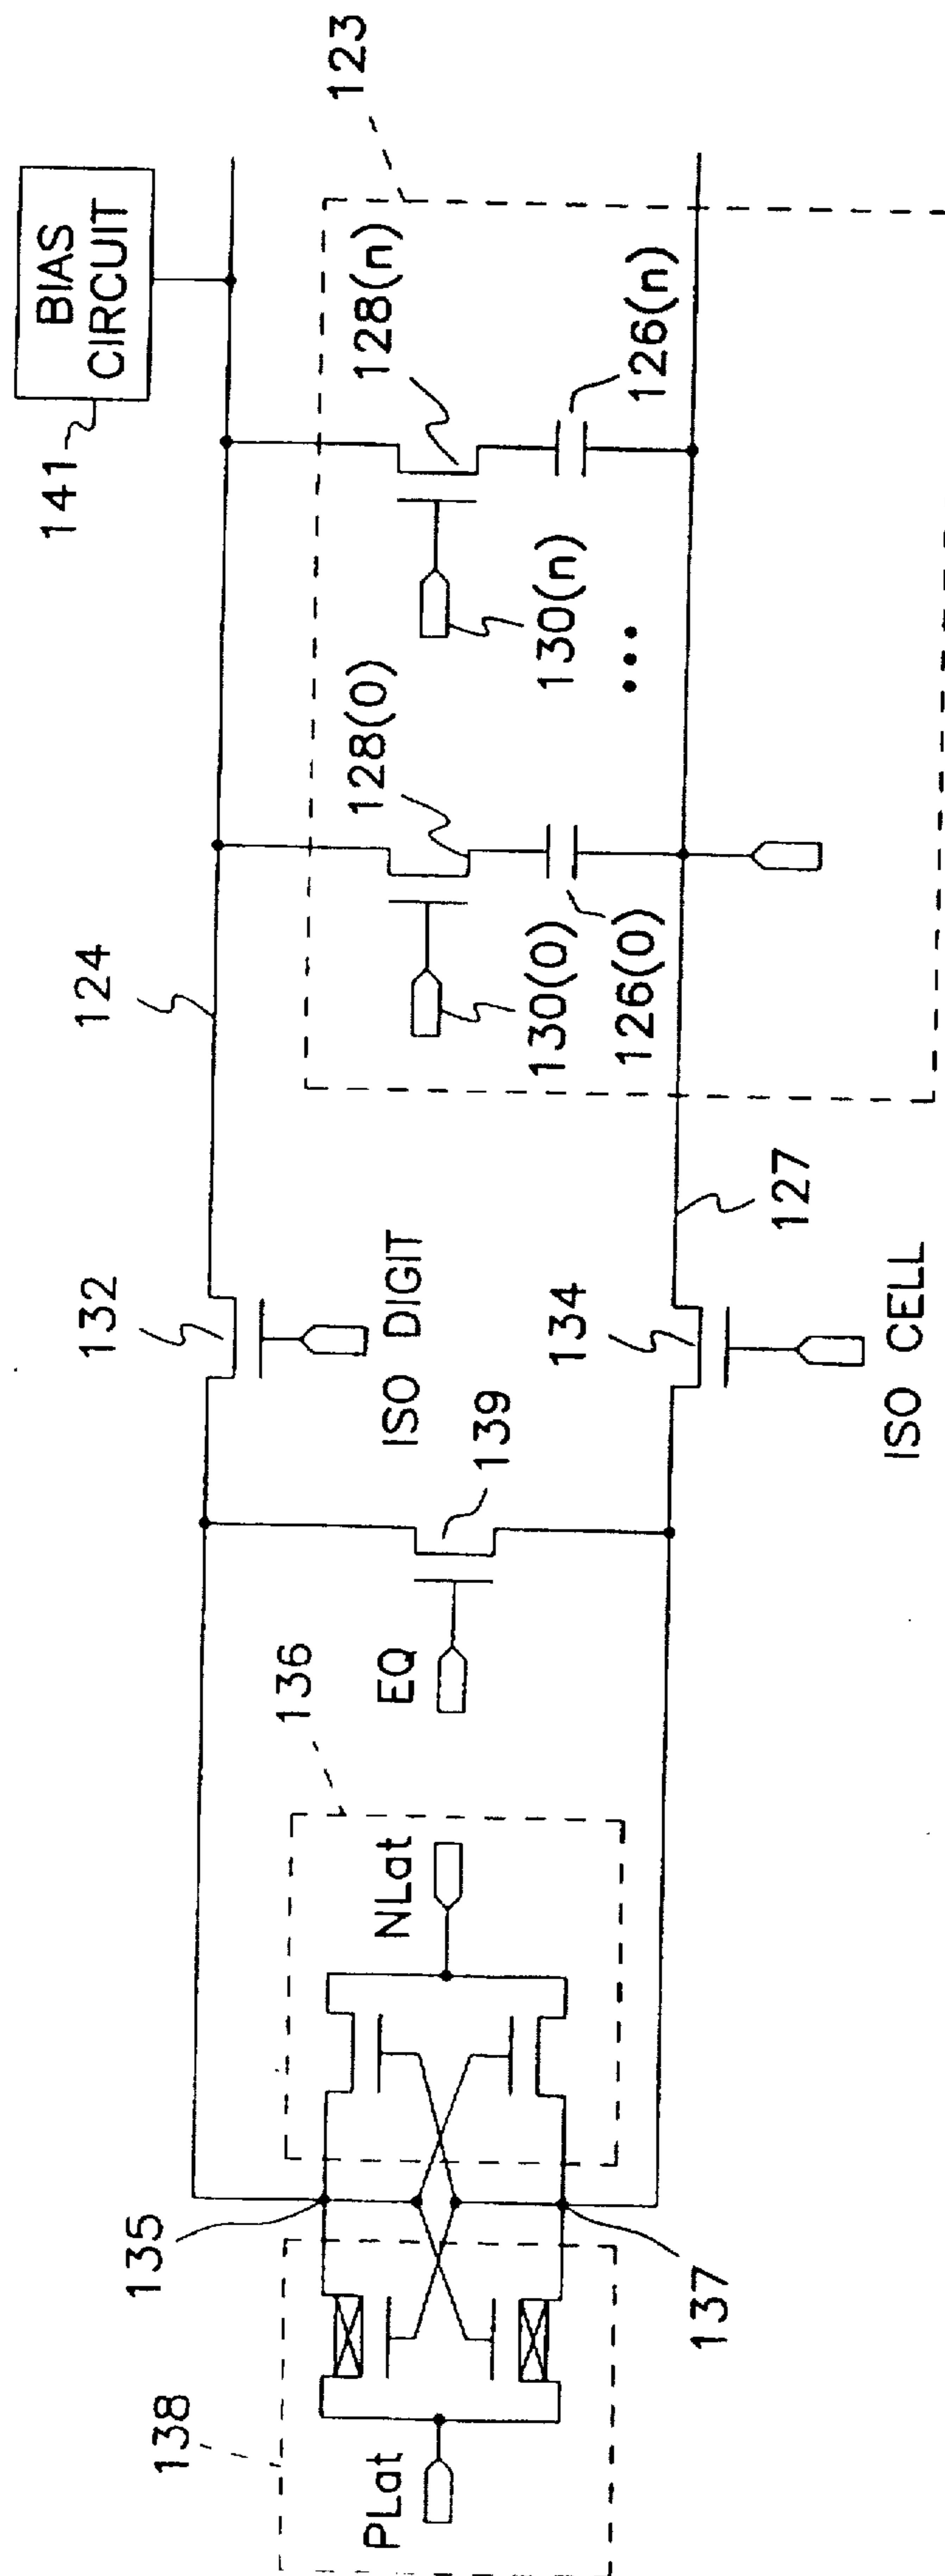 BIAS
CIRCUIT
141
123
124
128(n)
128(0)
126(n)
130(n)
130(0)
126(0)
• • •
132
ISO DIGIT
127
134
ISO CELL
139
EQ
136
NLat
135
137
138
PLat